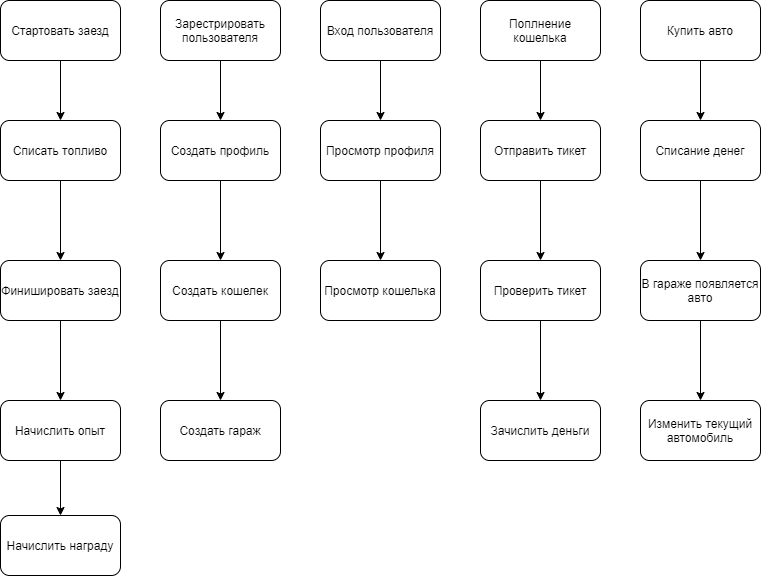 Стартовать заезд
Зарестрировать
пользователя
Вход пользователя
Поплнение
кошелька
Купить авто
Списать топливо
Создать профиль
Просмотр профиля
Отправить тикет
Списание денег
Финишировать заезд
Создать кошелек
Просмотр кошелька
Проверить тикет
В гараже появляется
авто
Начислить опыт
Создать гараж
Зачислить деньги
Изменить текущий
автомобиль
Начислить награду